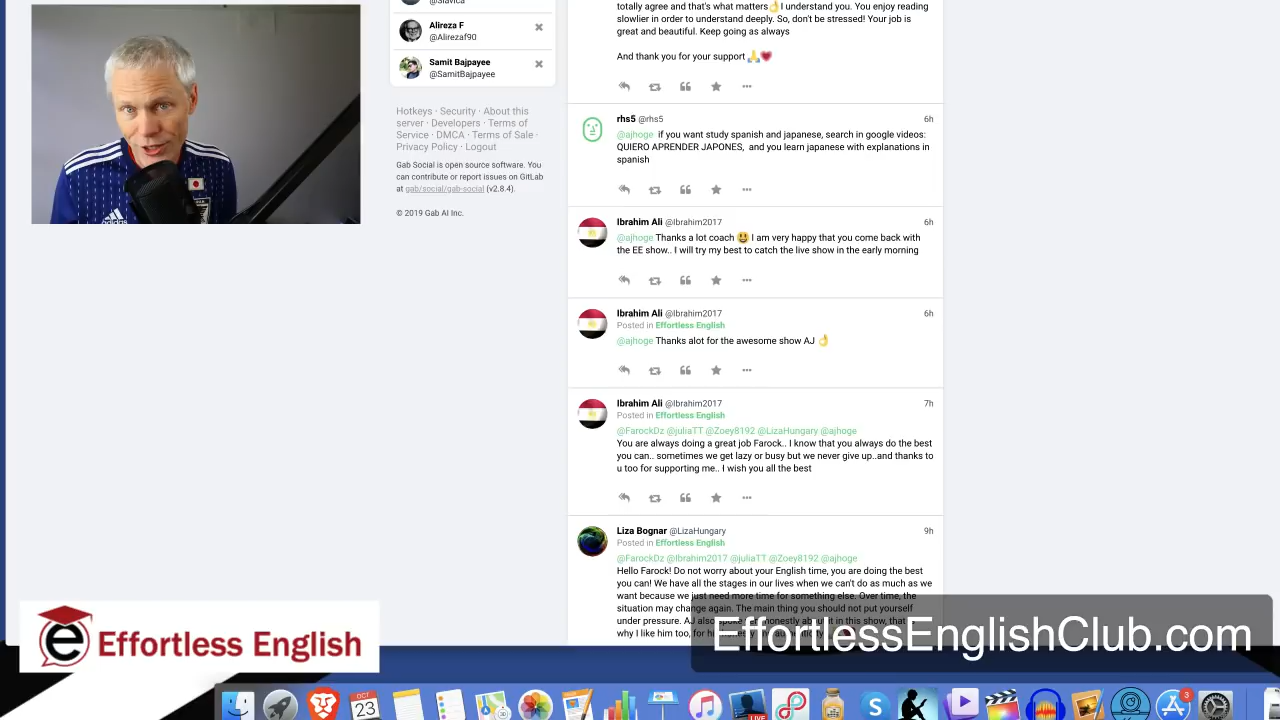 @Slavica
Alireza F
@Alirezaf90
Samit Bajpayee
@SamitBajpayee
Hotkeys · Security · About this
server · Developers · Terms of
Service · DMCA · Terms of Sale ·
Privacy Policy · Logout
Gab Social is open source software. You
can contribute or report issues on GitLab
at gab/social/gab-social (v2.8.4).
© 2019 Gab AI Inc.
totally agree and that's what matters👌I understand you. You enjoy reading
slowlier in order to understand deeply. So, don't be stressed! Your job is
great and beautiful. Keep going as always
And thank you for your support 🙏💗
rhs5 @rhs5 6h
@ajhoge if you want study spanish and japanese, search in google videos:
QUIERO APRENDER JAPONES, and you learn japanese with explanations in
spanish
Ibrahim Ali @Ibrahim2017 6h
@ajhoge Thanks a lot coach 😃 I am very happy that you come back with
the EE show.. I will try my best to catch the live show in the early morning
Ibrahim Ali @Ibrahim2017 6h
Posted in Effortless English
@ajhoge Thanks alot for the awesome show AJ 👌
Ibrahim Ali @Ibrahim2017 7h
Posted in Effortless English
@FarockDz @juliaTT @Zoey8192 @LizaHungary @ajhoge
You are always doing a great job Farock.. I know that you always do the best
you can.. sometimes we get lazy or busy but we never give up..and thanks to
u too for supporting me.. I wish you all the best
Liza Bognar @LizaHungary 9h
Posted in Effortless English
@FarockDz @Ibrahim2017 @juliaTT @Zoey8192 @ajhoge
Hello Farock! Do not worry about your English time, you are doing the best
you can! We have all the stages in our lives when we can't do as much as we
want because we just need more time for something else. Over time, the
situation may change again. The main thing you should not put yourself
under pressure. AJ also
why I like him too, for
adidas
e Effortless English
EffortlessEnglishClub.com
OCT
23
LIVE
3